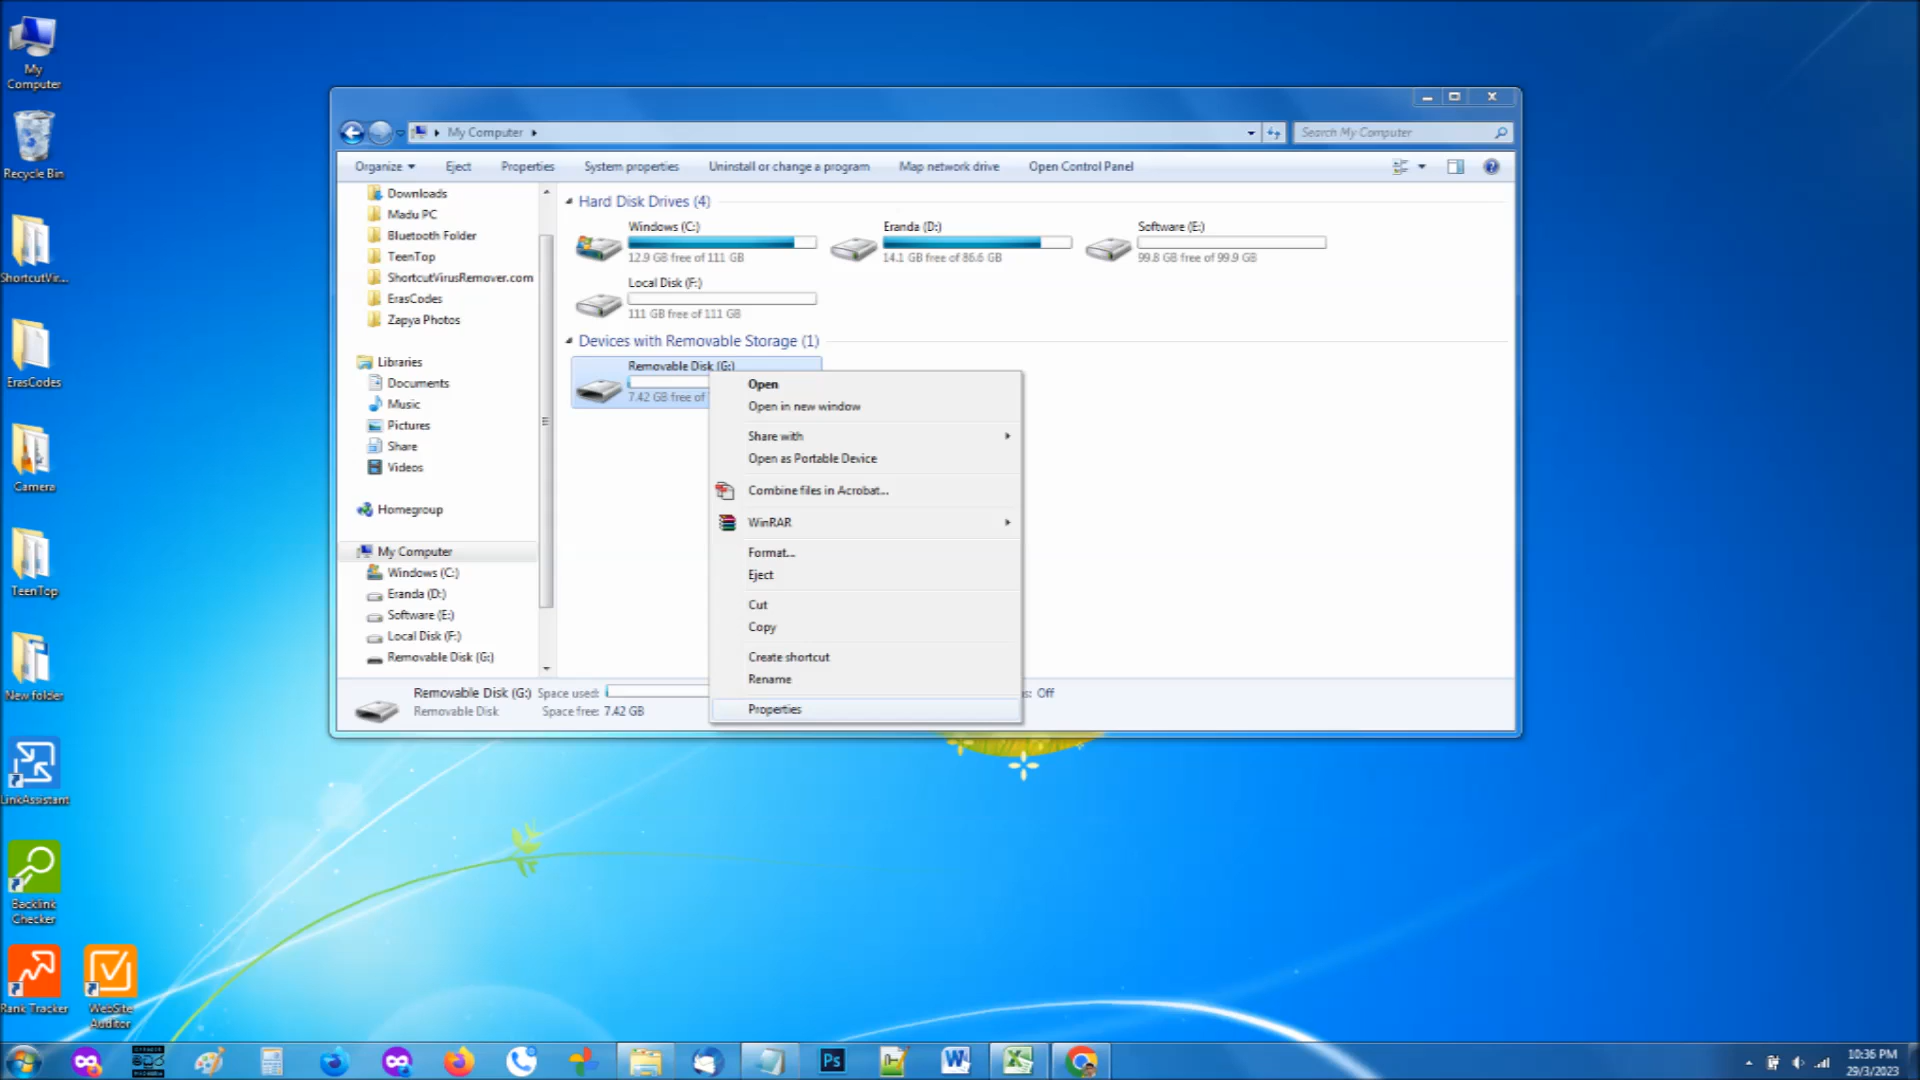 My Computer
Recycle Bin
ShortcutVir...
ErasCodes
Camera
TeenTop
New folder
LinkAssistant
Backlink Checker
Rank Tracker
WebSite Auditor
My Computer
Search My Computer
Organize
Eject
Properties
System properties
Uninstall or change a program
Map network drive
Open Control Panel
Downloads
Madu PC
Bluetooth Folder
TeenTop
ShortcutVirusRemover.com
ErasCodes
Zapya Photos
Libraries
Documents
Music
Pictures
Share
Videos
Homegroup
My Computer
Windows (C:)
Eranda (D:)
Software (E:)
Local Disk (F:)
Removable Disk (G:)
Hard Disk Drives (4)
Windows (C:)
12.9 GB free of 111 GB
Eranda (D:)
14.1 GB free of 86.6 GB
Software (E:)
99.8 GB free of 99.9 GB
Local Disk (F:)
111 GB free of 111 GB
Devices with Removable Storage (1)
Removable Disk (G:)
7.42 GB free of
Open
Open in new window
Share with
Open as Portable Device
Combine files in Acrobat...
WinRAR
Format...
Eject
Cut
Copy
Create shortcut
Rename
Properties
Removable Disk (G:) Space used:
Off
Removable Disk Space free: 7.42 GB
Ps
W
10:36 PM
29/3/2023